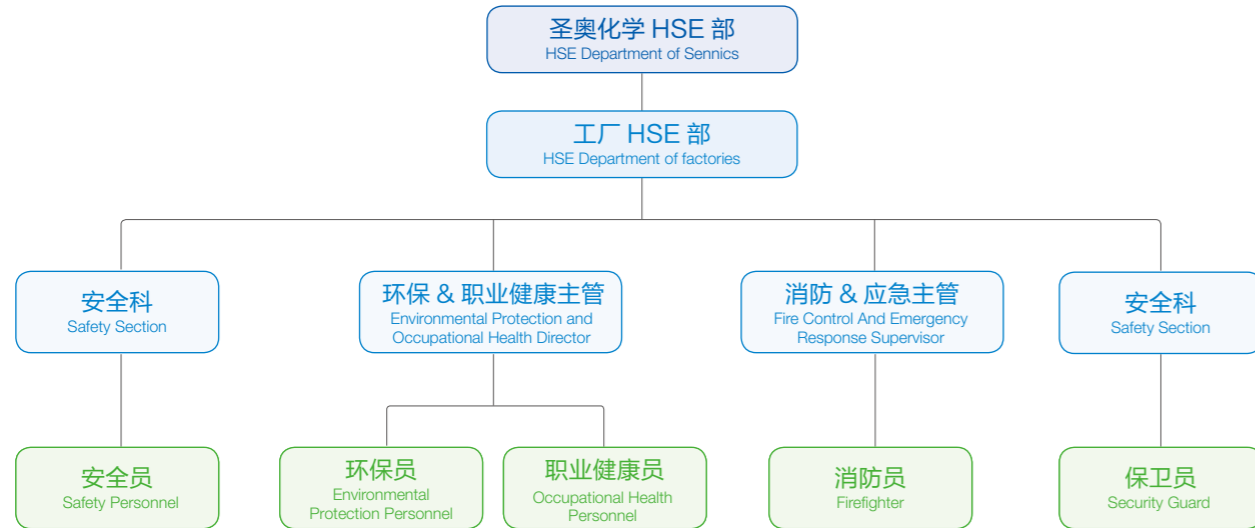 圣奥化学 HSE 部
HSE Department of Sennics
工厂 HSE 部
HSE Department of factories
安全科
Safety Section
环保 & 职业健康主管
Environmental Protection and
Occupational Health Director
消防 & 应急主管
Fire Control And Emergency
Response Supervisor
安全科
Safety Section
安全员
Safety Personnel
环保员
Environmental
Protection Personnel
职业健康员
Occupational Health
Personnel
消防员
Firefighter
保卫员
Security Guard